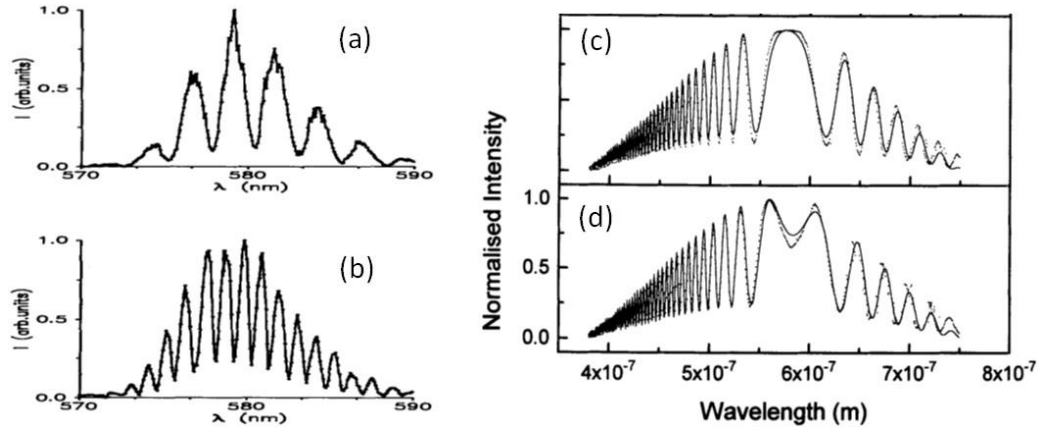 (a)
I (arb.units)
1.0
0.5
0.0
570
580
590
λ (nm)
(b)
I (arb.units)
1.0
0.5
0.0
570
580
590
λ (nm)
(c)
(d)
Normalised Intensity
1.0
0.5
0.0
4x10⁻⁷
5x10⁻⁷
6x10⁻⁷
7x10⁻⁷
8x10⁻⁷
Wavelength (m)